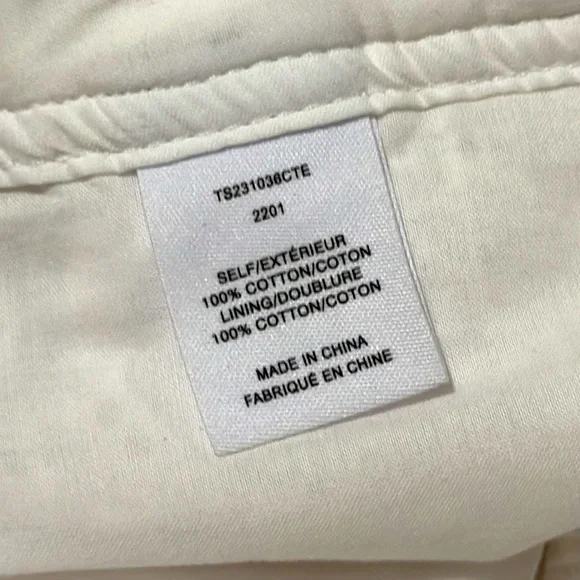 TS231036CTE
2201
SELF/EXTÉRIEUR
100% COTTON/COTON
LINING/DOUBLURE
100% COTTON/COTON
MADE IN CHINA
FABRIQUÉ EN CHINE